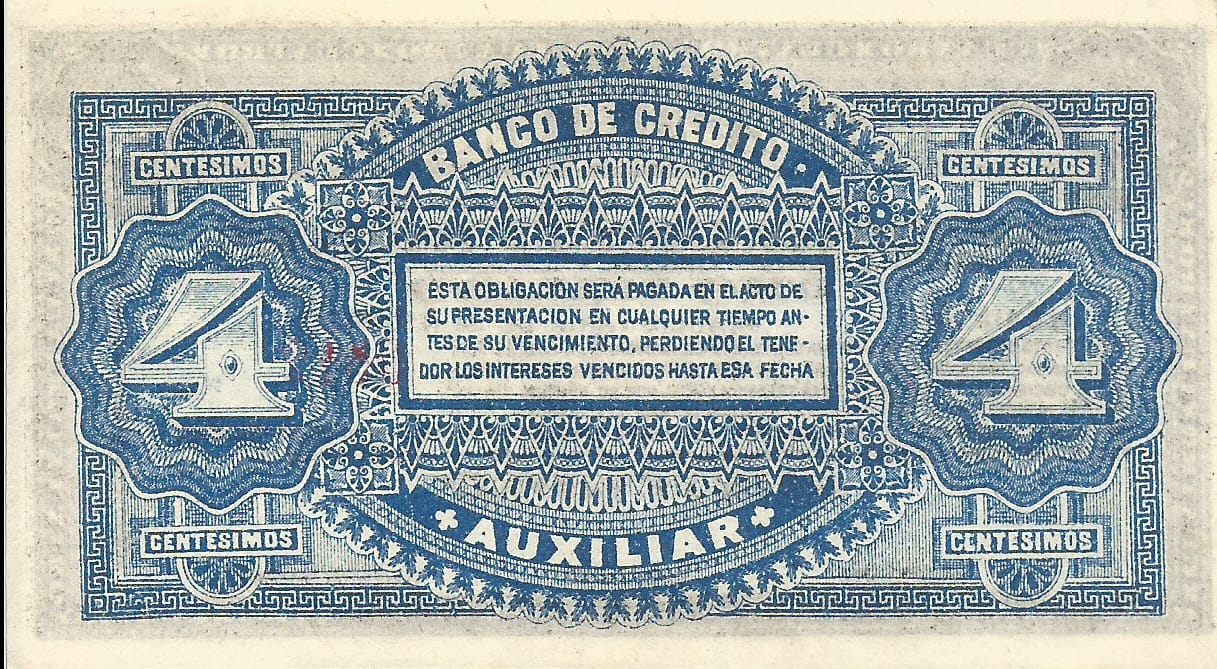 BANCO DE CREDITO
CENTESIMOS
CENTESIMOS
4
4
ESTA OBLIGACION SERÁ PAGADA EN EL ACTO DE
SU PRESENTACION EN CUALQUIER TIEMPO AN-
TES DE SU VENCIMIENTO, PERDIENDO EL TENE-
DOR LOS INTERESES VENCIDOS HASTA ESA FECHA
AUXILIAR
CENTESIMOS
CENTESIMOS